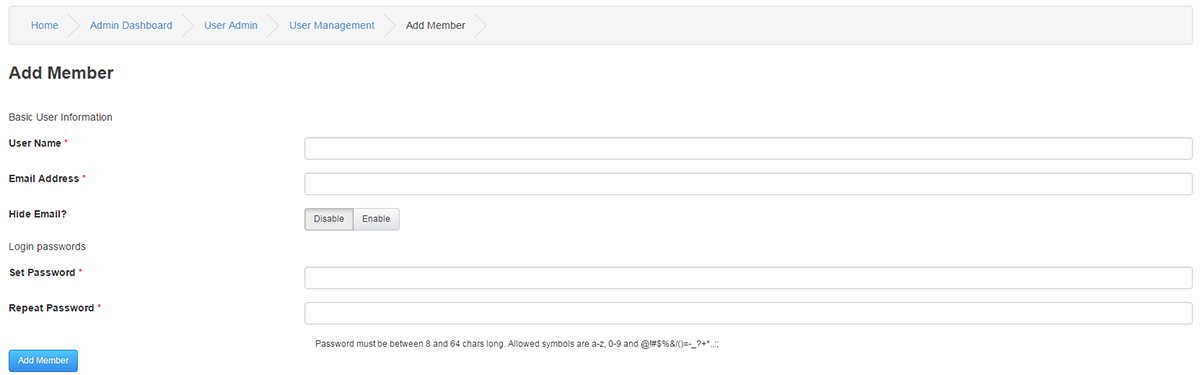 Home Admin Dashboard User Admin User Management Add Member
Add Member
Basic User Information
User Name *
Email Address *
Hide Email? Disable Enable
Login passwords
Set Password *
Repeat Password *
Password must be between 8 and 64 chars long. Allowed symbols are a-z, 0-9 and @!#$%&/()=-_?+*.,:;
Add Member